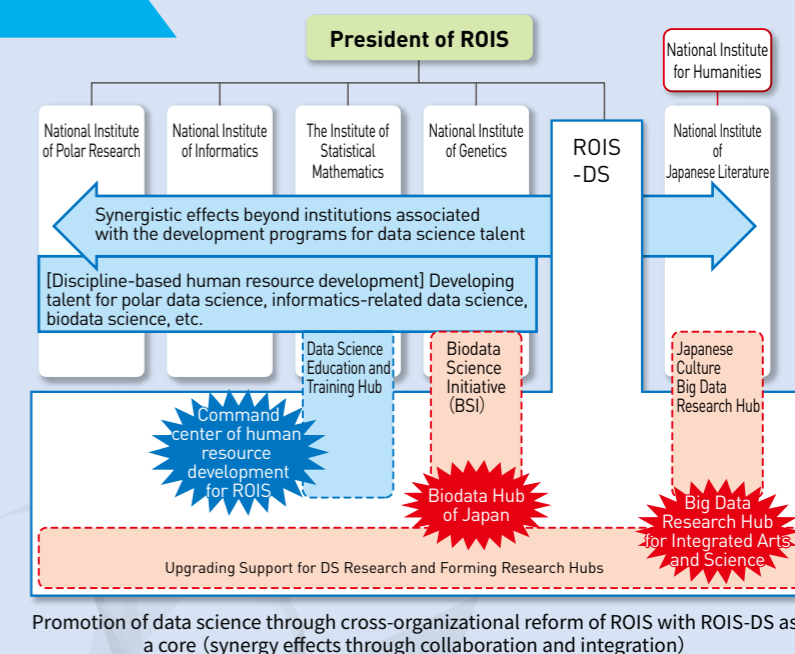 President of ROIS
National Institute
for Humanities
National Institute
of Polar Research
National Institute
of Informatics
The Institute of
Statistical
Mathematics
National Institute
of Genetics
ROIS
-DS
National Institute
of
Japanese Literature
Synergistic effects beyond institutions associated
with the development programs for data science talent
[Discipline-based human resource development] Developing
talent for polar data science, informatics-related data science,
biodata science, etc.
Data Science
Education and
Training Hub
Biodata
Science
Initiative
(BSI)
Japanese
Culture
Big Data
Research Hub
Command
center of human
resource
development
for ROIS
Biodata Hub
of Japan
Big Data
Research Hub
for Integrated Arts
and Science
Upgrading Support for DS Research and Forming Research Hubs
Promotion of data science through cross-organizational reform of ROIS with ROIS-DS as
a core (synergy effects through collaboration and integration)